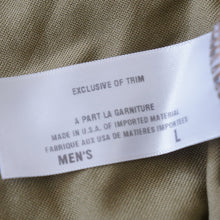 EXCLUSIVE OF TRIM
A PART LA GARNITURE
MADE IN U.S.A. OF IMPORTED MATERIAL
FABRIQUE AUX USA DE MATIERES IMPORTEES
MEN'S L